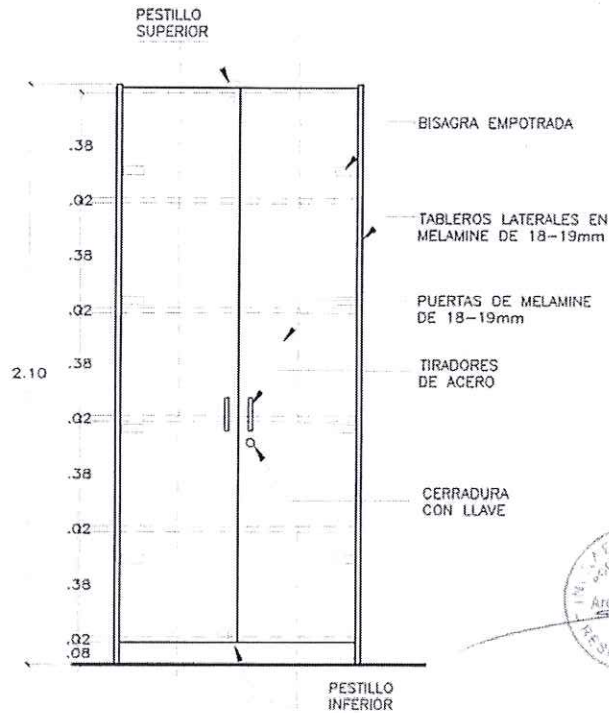 PESTILLO
SUPERIOR
.38
BISAGRA EMPOTRADA
.02
TABLEROS LATERALES EN
MELAMINE DE 18-19mm
.38
.02
PUERTAS DE MELAMINE
DE 18-19mm
.38
2.10
TIRADORES
DE ACERO
.02
.38
CERRADURA
CON LLAVE
.02
.38
.02
.08
PESTILLO
INFERIOR